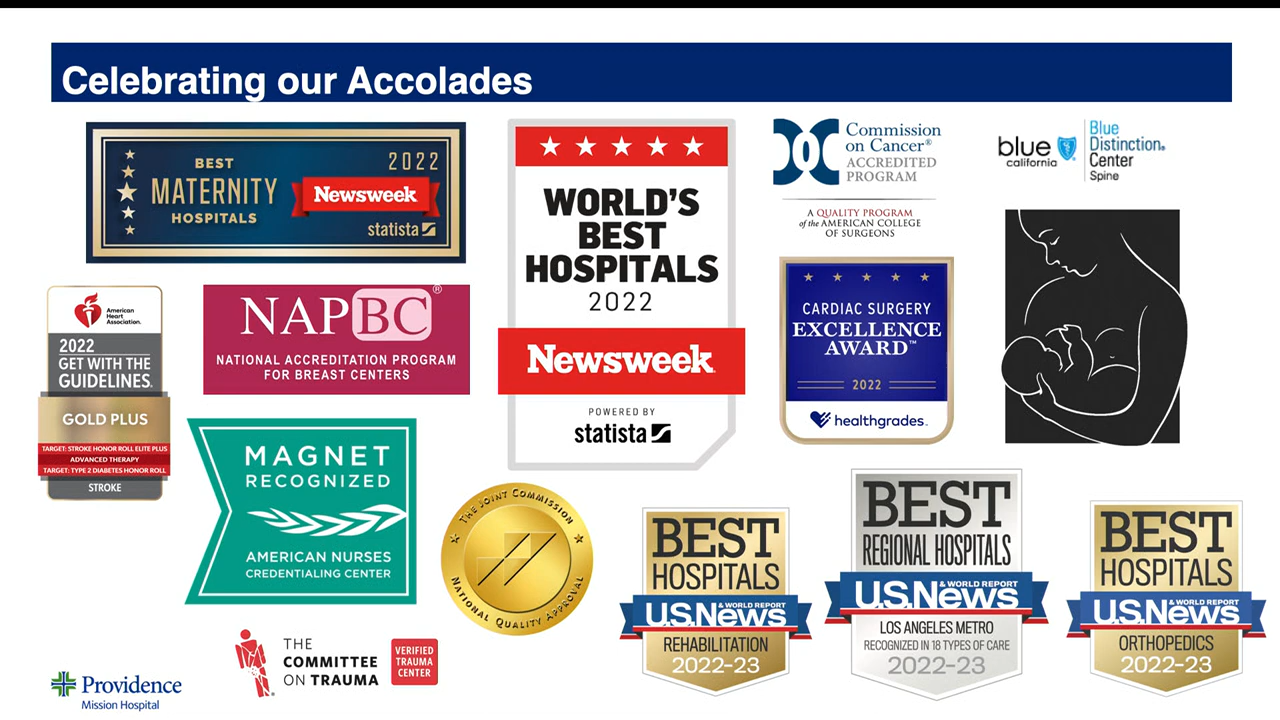 Celebrating our Accolades
BEST
MATERNITY
HOSPITALS
2022
Newsweek
statista
★★★★★
WORLD'S
BEST
HOSPITALS
2022
Newsweek
POWERED BY
statista
Commission
on Cancer®
ACCREDITED
PROGRAM
A QUALITY PROGRAM
of the AMERICAN COLLEGE
OF SURGEONS
blue
california
Blue
Distinction®
Center
Spine
American
Heart
Association.
2022
GET WITH THE
GUIDELINES.
GOLD PLUS
TARGET: STROKE HONOR ROLL ELITE PLUS
ADVANCED THERAPY
TARGET: TYPE 2 DIABETES HONOR ROLL
STROKE
NAPBC®
NATIONAL ACCREDITATION PROGRAM
FOR BREAST CENTERS
CARDIAC SURGERY
EXCELLENCE
AWARD™
2022
healthgrades.
MAGNET
RECOGNIZED
AMERICAN NURSES
CREDENTIALING CENTER
THE JOINT COMMISSION
NATIONAL QUALITY APPROVAL
BEST
HOSPITALS
U.S.News
& WORLD REPORT
REHABILITATION
2022–23
BEST
REGIONAL HOSPITALS
U.S.News
& WORLD REPORT
LOS ANGELES METRO
RECOGNIZED IN 18 TYPES OF CARE
2022–23
BEST
HOSPITALS
U.S.News
& WORLD REPORT
ORTHOPEDICS
2022–23
THE
COMMITTEE
ON TRAUMA
VERIFIED
TRAUMA
CENTER
Providence
Mission Hospital